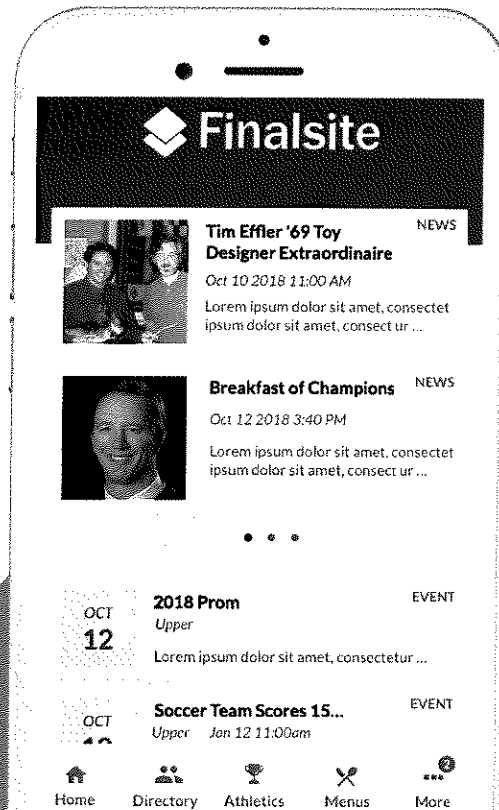 Finalsite
Tim Effler '69 Toy
Designer Extraordinaire
NEWS
Oct 10 2018 11:00 AM
Lorem ipsum dolor sit amet, consectet
ipsum dolor sit amet, consect ur ...
Breakfast of Champions
NEWS
Oct 12 2018 3:40 PM
Lorem ipsum dolor sit amet, consectet
ipsum dolor sit amet, consect ur ...
OCT
12
2018 Prom
EVENT
Upper
Lorem ipsum dolor sit amet, consectetur ...
OCT
Soccer Team Scores 15...
EVENT
Upper Jan 12 11:00am
2
Home Directory Athletics Menus More